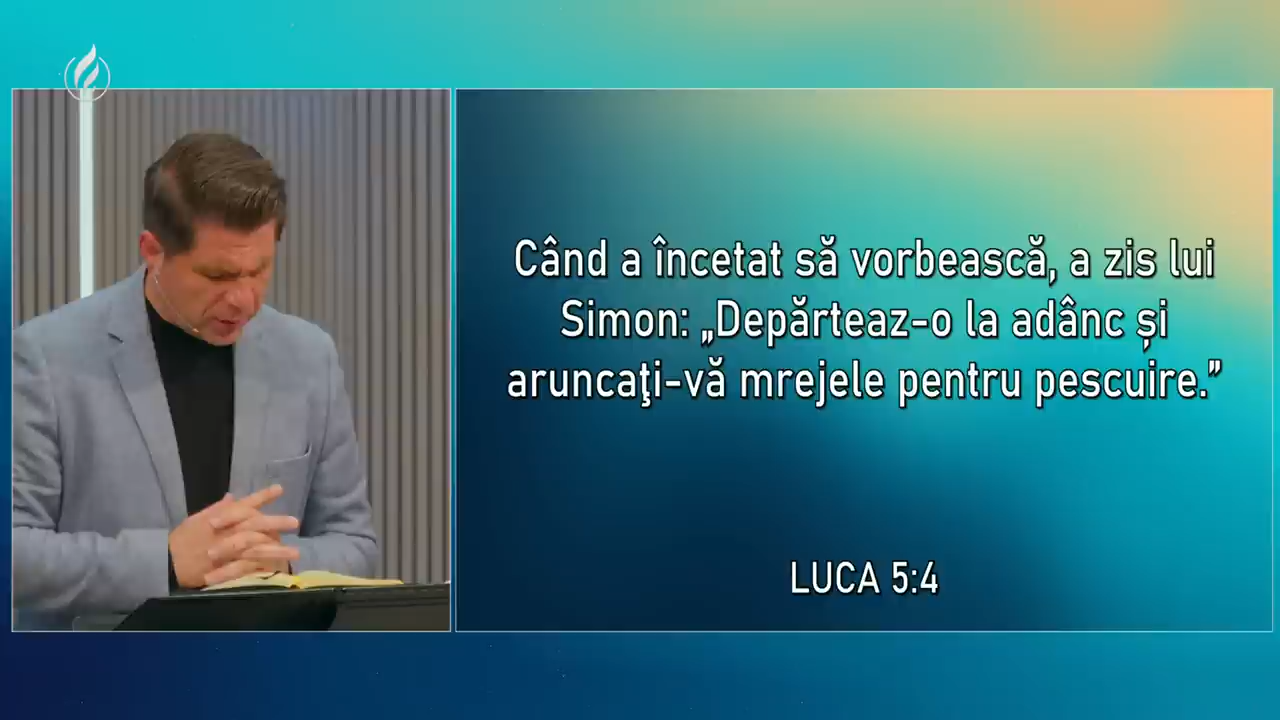 Când a încetat să vorbească, a zis lui
Simon: „Depărteaz-o la adânc și
aruncaţi-vă mrejele pentru pescuire.”
LUCA 5:4